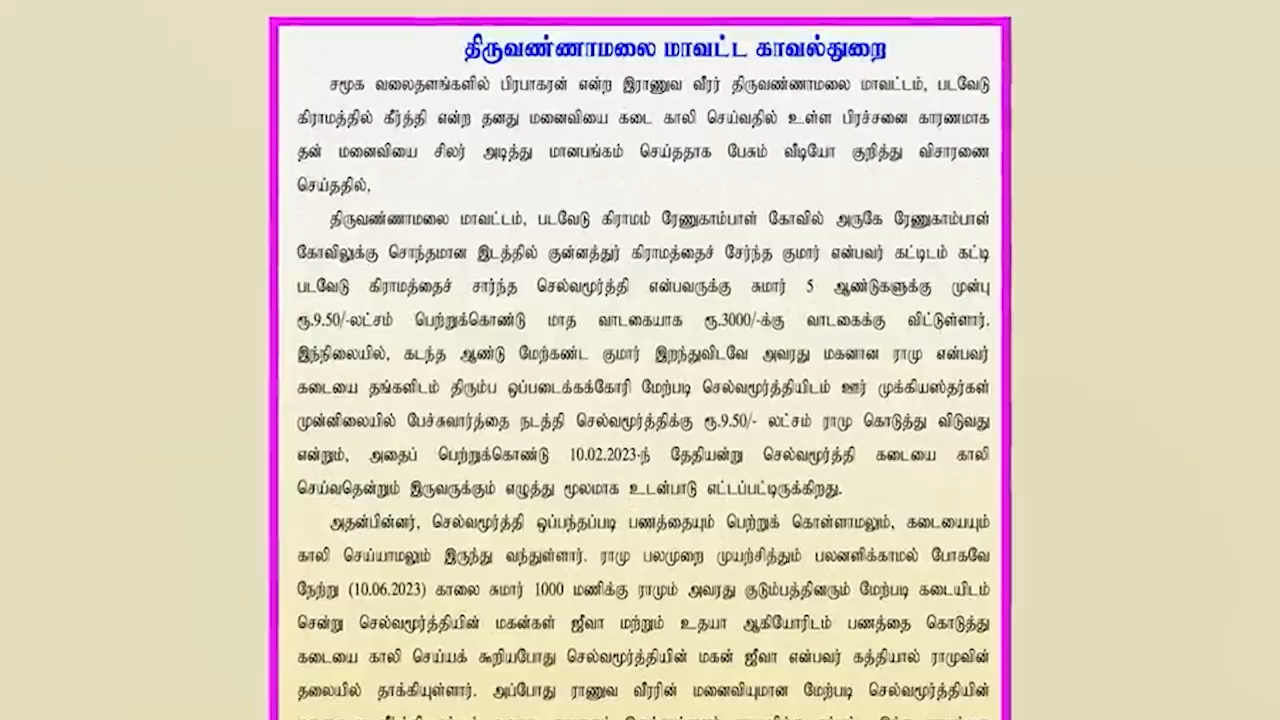 திருவண்ணாமலை மாவட்ட காவல்துறை
சமூக வலைதளங்களில் பிரபாகரன் என்ற இராணுவ வீரர் திருவண்ணாமலை மாவட்டம், படவேடு
கிராமத்தில் கீர்த்தி என்ற தனது மனைவியை கடை காலி செய்வதில் உள்ள பிரச்சனை காரணமாக
தன் மனைவியை சிலர் அடித்து மானபங்கம் செய்ததாக பேசும் வீடியோ குறித்து விசாரணை
செய்ததில்,
திருவண்ணாமலை மாவட்டம், படவேடு கிராமம் ரேணுகாம்பாள் கோவில் அருகே ரேணுகாம்பாள்
கோவிலுக்கு சொந்தமான இடத்தில் குன்னத்துர் கிராமத்தைச் சேர்ந்த குமார் என்பவர் கட்டிடம் கட்டி
படவேடு கிராமத்தைச் சார்ந்த செல்வமூர்த்தி என்பவருக்கு சுமார் 5 ஆண்டுகளுக்கு முன்பு
ரூ.9.50/-லட்சம் பெற்றுக்கொண்டு மாத வாடகையாக ரூ.3000/-க்கு வாடகைக்கு விட்டுள்ளார்.
இந்நிலையில், கடந்த ஆண்டு மேற்கண்ட குமார் இறந்துவிடவே அவரது மகனான ராமு என்பவர்
கடையை தங்களிடம் திரும்ப ஒப்படைக்கக்கோரி மேற்படி செல்வமூர்த்தியிடம் ஊர் முக்கியஸ்தர்கள்
முன்னிலையில் பேச்சுவார்த்தை நடத்தி செல்வமூர்த்திக்கு ரூ.9.50/- லட்சம் ராமு கொடுத்து விடுவது
என்றும், அதைப் பெற்றுக்கொண்டு 10.02.2023-ந் தேதியன்று செல்வமூர்த்தி கடையை காலி
செய்வதென்றும் இருவருக்கும் எழுத்து மூலமாக உடன்பாடு எட்டப்பட்டிருக்கிறது.
அதன்பின்னர், செல்வமூர்த்தி ஒப்பந்தப்படி பணத்தையும் பெற்றுக் கொள்ளாமலும், கடையையும்
காலி செய்யாமலும் இருந்து வந்துள்ளார். ராமு பலமுறை முயற்சித்தும் பலனளிக்காமல் போகவே
நேற்று (10.06.2023) காலை சுமார் 1000 மணிக்கு ராமும் அவரது குடும்பத்தினரும் மேற்படி கடையிடம்
சென்று செல்வமூர்த்தியின் மகன்கள் ஜீவா மற்றும் உதயா ஆகியோரிடம் பணத்தை கொடுத்து
கடையை காலி செய்யக் கூறியபோது செல்வமூர்த்தியின் மகன் ஜீவா என்பவர் கத்தியால் ராமுவின்
தலையில் தாக்கியுள்ளார். அப்போது ராணுவ வீரரின் மனைவியுமான மேற்படி செல்வமூர்த்தியின்